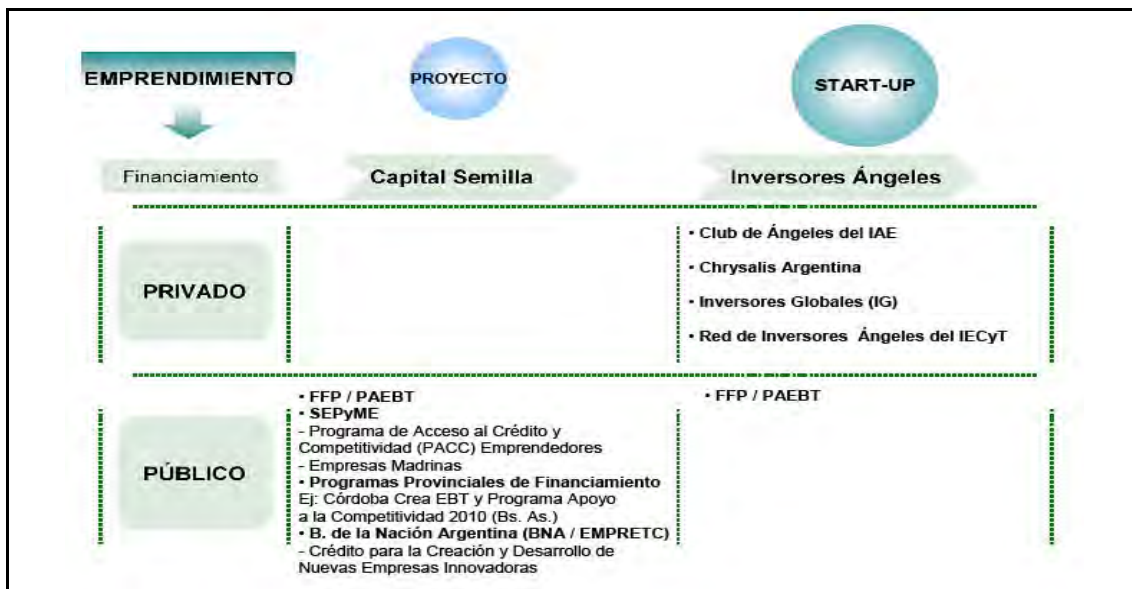 EMPRENDIMIENTO
PROYECTO
START-UP
Financiamiento
Capital Semilla
Inversores Ángeles
PRIVADO
• Club de Ángeles del IAE
• Chrysalis Argentina
• Inversores Globales (IG)
• Red de Inversores Ángeles del IECyT
PÚBLICO
• FFP / PAEBT
• SEPyME
- Programa de Acceso al Crédito y
Competitividad (PACC) Emprendedores
- Empresas Madrinas
• Programas Provinciales de Financiamiento
Ej: Córdoba Crea EBT y Programa Apoyo
a la Competitividad 2010 (Bs. As.)
• B. de la Nación Argentina (BNA / EMPRETC)
- Crédito para la Creación y Desarrollo de
Nuevas Empresas Innovadoras
• FFP / PAEBT